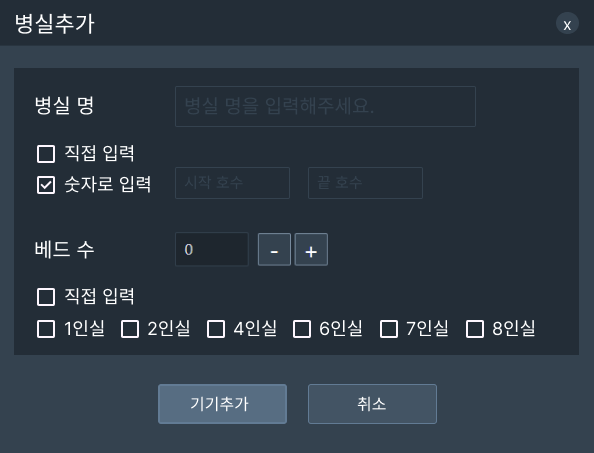 병실추가 x
병실 명 병실 명을 입력해주세요.
직접 입력
숫자로 입력 시작 호수 끝 호수
베드 수 0 - +
직접 입력
1인실 2인실 4인실 6인실 7인실 8인실
기기추가 취소